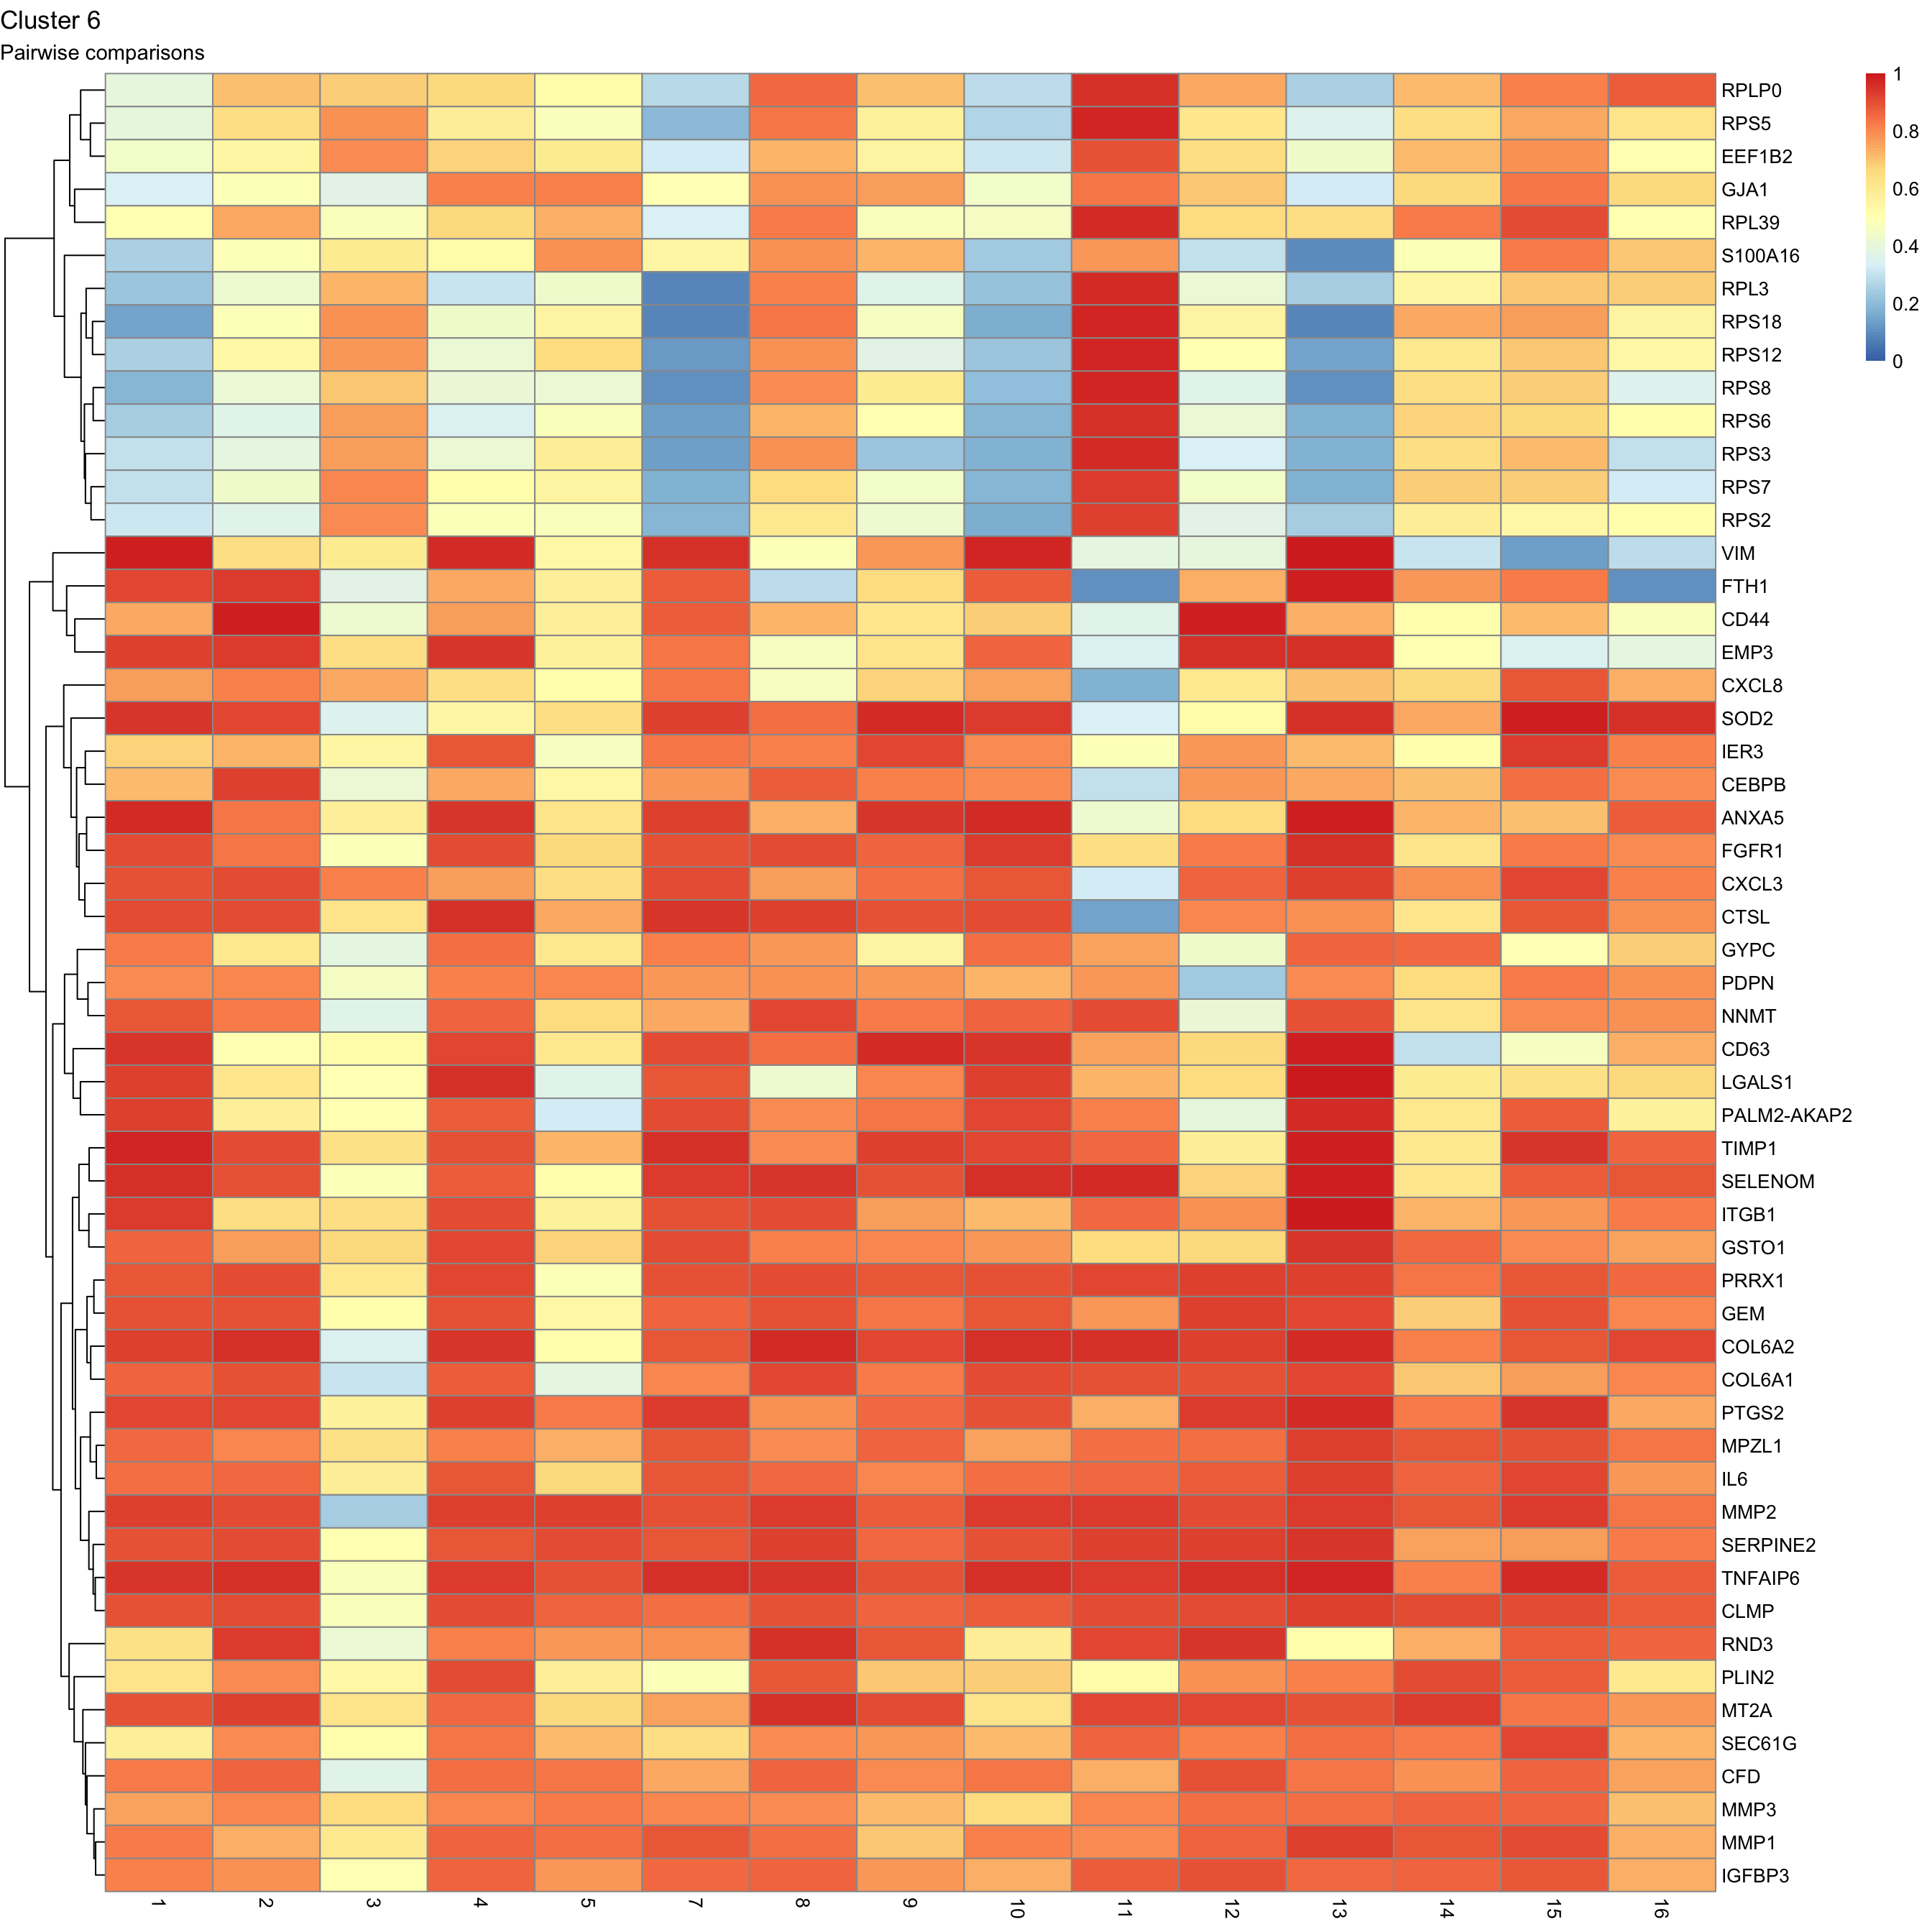 Cluster 6
Pairwise comparisons
RPLP0
RPS5
EEF1B2
GJA1
RPL39
S100A16
RPL3
RPS18
RPS12
RPS8
RPS6
RPS3
RPS7
RPS2
VIM
FTH1
CD44
EMP3
CXCL8
SOD2
IER3
CEBPB
ANXA5
FGFR1
CXCL3
CTSL
GYPC
PDPN
NNMT
CD63
LGALS1
PALM2-AKAP2
TIMP1
SELENOM
ITGB1
GSTO1
PRRX1
GEM
COL6A2
COL6A1
PTGS2
MPZL1
IL6
MMP2
SERPINE2
TNFAIP6
CLMP
RND3
PLIN2
MT2A
SEC61G
CFD
MMP3
MMP1
IGFBP3
1 2 3 4 5 7 8 9 10 11 12 13 14 15 16
1
0.8
0.6
0.4
0.2
0